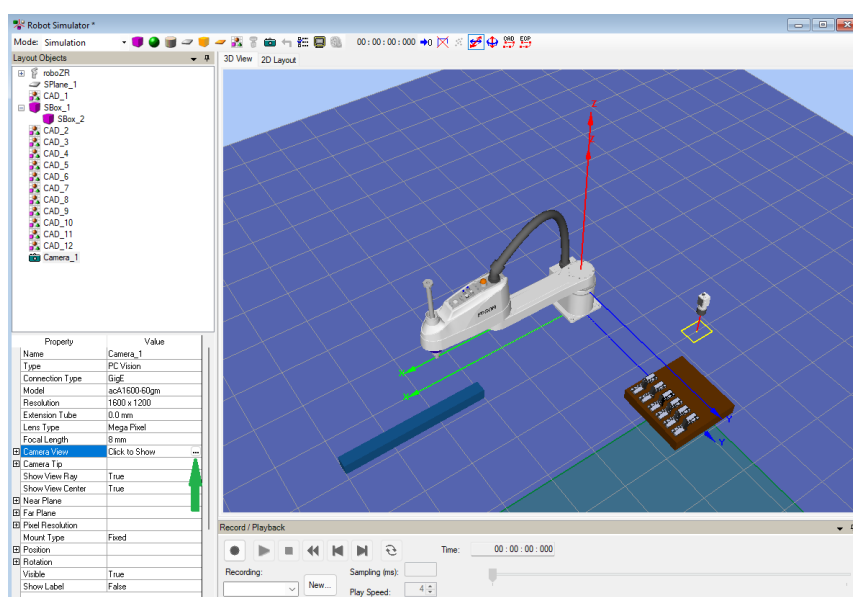 Robot Simulator *
Mode: Simulation
00 : 00 : 00 : 000
Layout Objects
3D View 2D Layout
roboZR
SPlane_1
CAD_1
SBox_1
SBox_2
CAD_2
CAD_3
CAD_4
CAD_5
CAD_6
CAD_7
CAD_8
CAD_9
CAD_10
CAD_11
CAD_12
Camera_1
Z
Z
X
X
Y
Y
Property Value
Name Camera_1
Type PC Vision
Connection Type GigE
Model acA1600-60gm
Resolution 1600 x 1200
Extension Tube 0.0 mm
Lens Type Mega Pixel
Focal Length 8 mm
Camera View Click to Show ...
Camera Tip
Show View Ray True
Show View Center True
Near Plane
Far Plane
Pixel Resolution
Mount Type Fixed
Position
Rotation
Visible True
Show Label False
Record / Playback
Time: 00 : 00 : 00 : 000
Recording: Sampling (ms):
New... Play Speed: 4